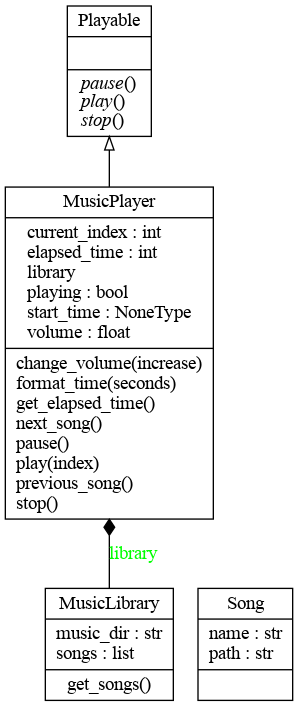 Playable
pause()
play()
stop()
MusicPlayer
current_index : int
elapsed_time : int
library
playing : bool
start_time : NoneType
volume : float
change_volume(increase)
format_time(seconds)
get_elapsed_time()
next_song()
pause()
play(index)
previous_song()
stop()
library
MusicLibrary
music_dir : str
songs : list
get_songs()
Song
name : str
path : str